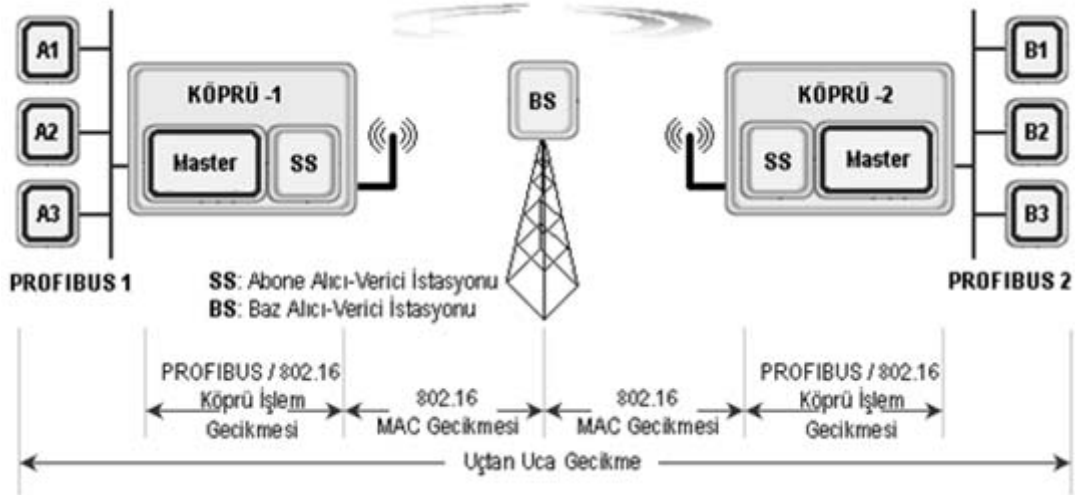 A1
A2
A3
PROFIBUS 1
KÖPRÜ -1
Master
SS
BS
KÖPRÜ -2
SS
Master
B1
B2
B3
PROFIBUS 2
SS: Abone Alıcı-Verici İstasyonu
BS: Baz Alıcı-Verici İstasyonu
PROFIBUS / 802.16
Köprü İşlem
Gecikmesi
802.16
MAC Gecikmesi
802.16
MAC Gecikmesi
PROFIBUS / 802.16
Köprü İşlem
Gecikmesi
Uçtan Uca Gecikme